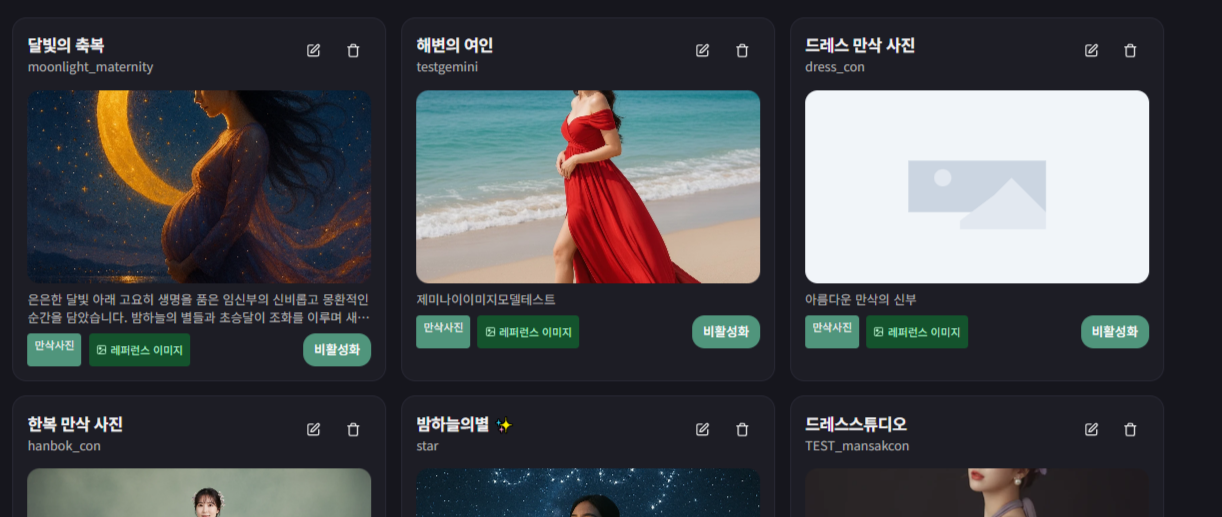 달빛의 축복
moonlight_maternity
은은한 달빛 아래 고요히 생명을 품은 임신부의 신비롭고 몽환적인
순간을 담았습니다. 밤하늘의 별들과 초승달이 조화를 이루며 새…
만삭사진
레퍼런스 이미지
비활성화
해변의 여인
testgemini
제미나이이미지모델테스트
만삭사진
레퍼런스 이미지
비활성화
드레스 만삭 사진
dress_con
아름다운 만삭의 신부
만삭사진
레퍼런스 이미지
비활성화
한복 만삭 사진
hanbok_con
밤하늘의별 ✨
star
드레스스튜디오
TEST_mansakcon